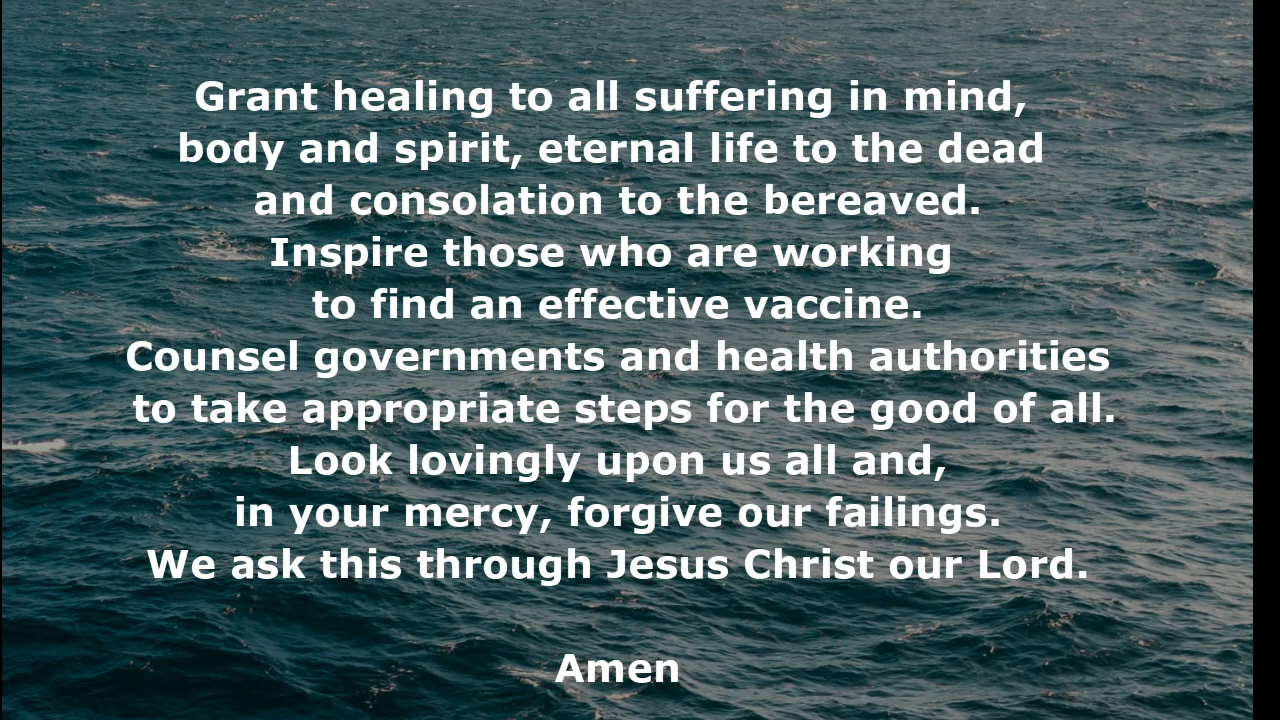 Grant healing to all suffering in mind,
body and spirit, eternal life to the dead
and consolation to the bereaved.
Inspire those who are working
to find an effective vaccine.
Counsel governments and health authorities
to take appropriate steps for the good of all.
Look lovingly upon us all and,
in your mercy, forgive our failings.
We ask this through Jesus Christ our Lord.
Amen